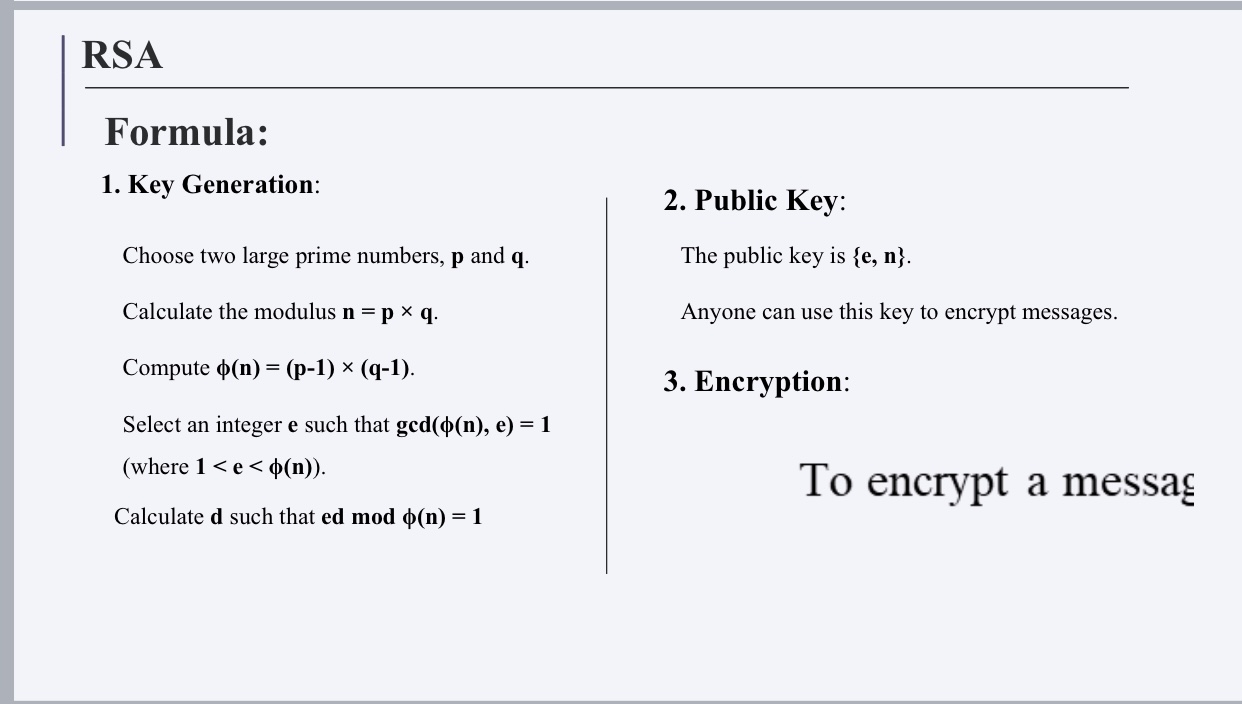 RSA
Formula:
1. Key Generation:
Choose two large prime numbers, p and q.
Calculate the modulus n = p × q.
Compute ϕ(n) = (p-1) × (q-1).
Select an integer e such that gcd(ϕ(n), e) = 1
(where 1 < e < ϕ(n)).
Calculate d such that ed mod ϕ(n) = 1
2. Public Key:
The public key is {e, n}.
Anyone can use this key to encrypt messages.
3. Encryption:
To encrypt a messag